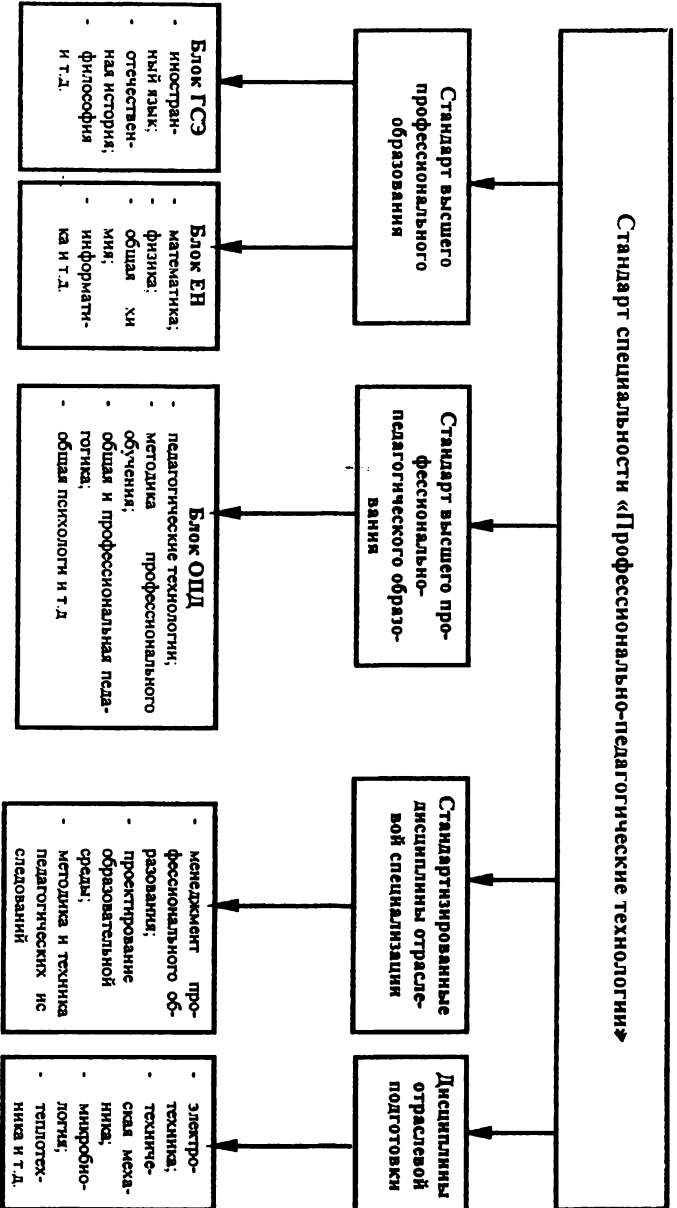 Стандарт специальности «Профессионально-педагогические технологии»
Стандарт высшего
профессионального
образования
Стандарт высшего про-
фессионально-
педагогического образо-
вания
Стандартизированные
дисциплины отрасле-
вой специализации
Дисциплины
отраслевой
подготовки
Блок ГСЭ
- иностран-
ный язык;
- отечествен-
ная история;
- философия
и т.д.
Блок ЕН
- математика;
- физика;
- общая хи
мия;
- информати-
ка и т.д.
Блок ОПД
- педагогические технологии;
- методика профессионального
обучения;
- общая и профессиональная педа-
гогика;
- общая психологи и т.д
- менеджмент про-
фессионального об-
разования;
- проектирование
образовательной
среды;
- методика и техника
педагогических ис
следований
- электро-
техника;
- техниче-
ская меха-
ника;
- микробио-
логия;
- теплотех-
ника и т.д.